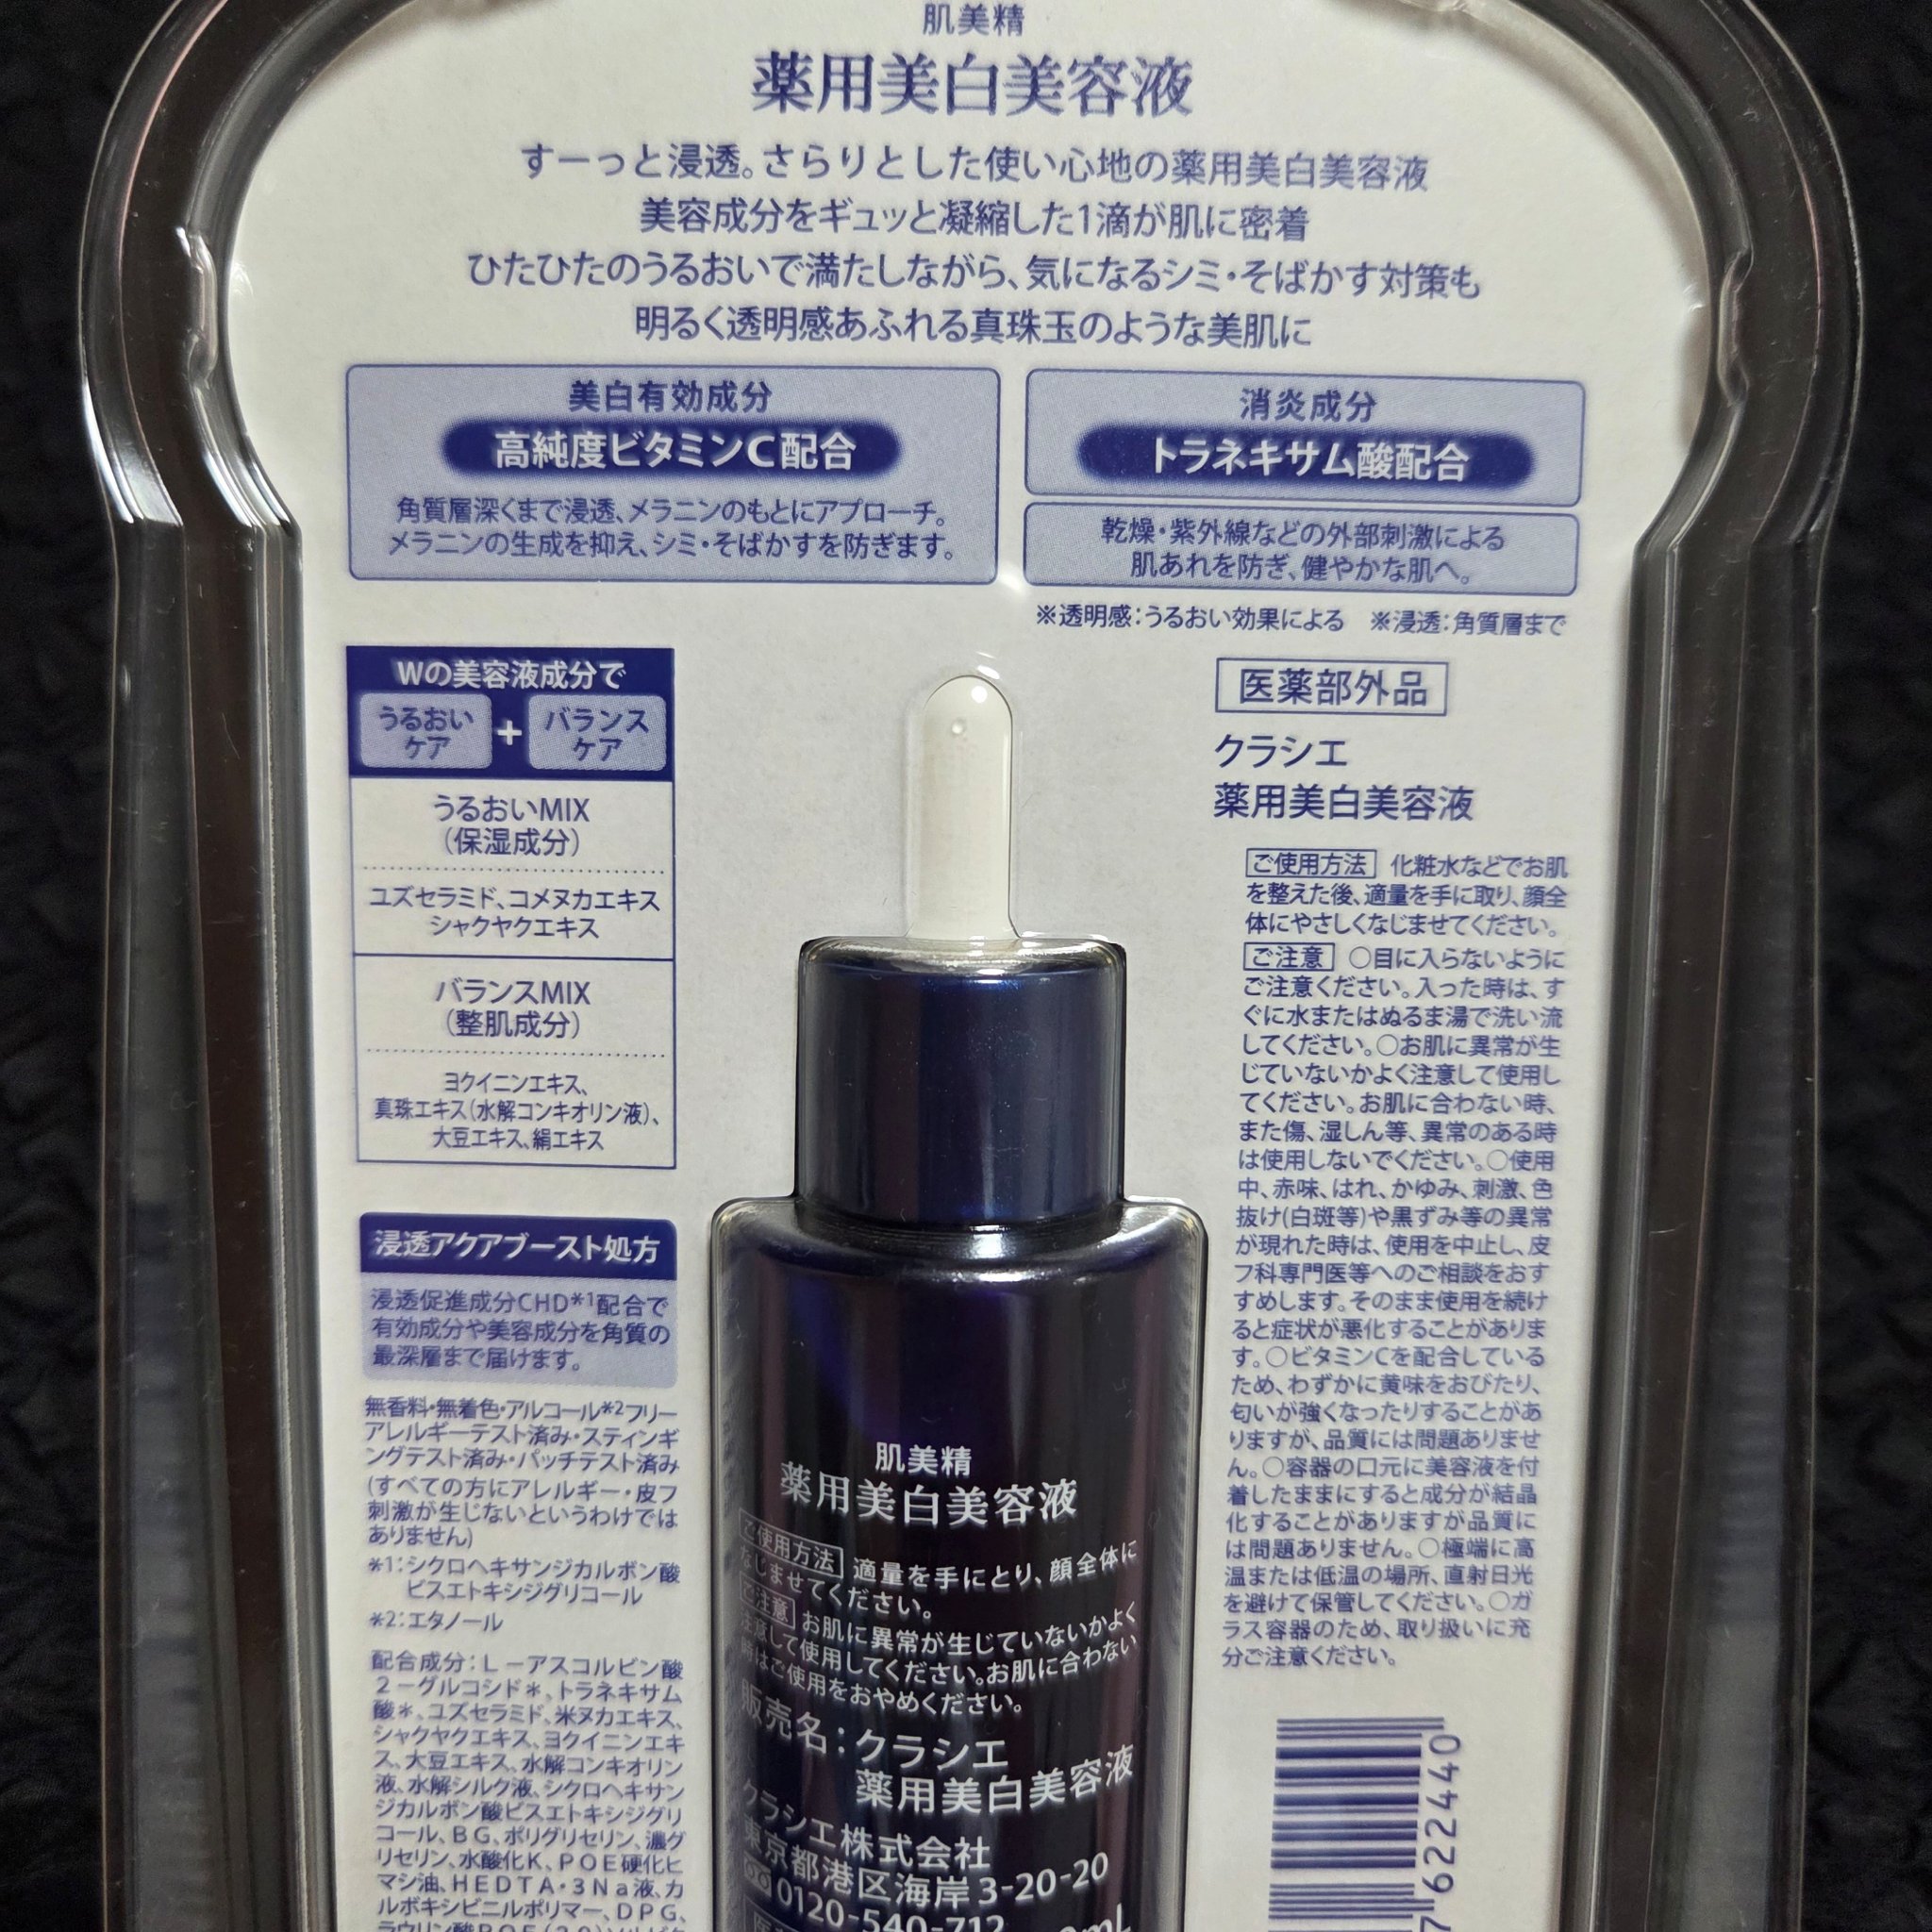 肌美精
薬用美白美容液
すーっと浸透。さらりとした使い心地の薬用美白美容液
美容成分をギュッと凝縮した1滴が肌に密着
ひたひたのうるおいで満たしながら、気になるシミ・そばかす対策も
明るく透明感あふれる真珠玉のような美肌に
美白有効成分
高純度ビタミンC配合
角質層深くまで浸透、メラニンのもとにアプローチ。
メラニンの生成を抑え、シミ・そばかすを防ぎます。
消炎成分
トラネキサム酸配合
乾燥・紫外線などの外部刺激による
肌あれを防ぎ、健やかな肌へ。
※透明感：うるおい効果による　※浸透：角質層まで
Wの美容液成分で
うるおい
ケア
+
バランス
ケア
うるおいMIX
（保湿成分）
ユズセラミド、コメヌカエキス
シャクヤクエキス
バランスMIX
（整肌成分）
ヨクイニンエキス、
真珠エキス（水解コンキオリン液）、
大豆エキス、絹エキス
浸透アクアブースト処方
浸透促進成分CHD*1配合で
有効成分や美容成分を角質の
最深層まで届けます。
無香料・無着色・アルコール*2フリー
アレルギーテスト済み・スティンギ
ングテスト済み・パッチテスト済み
(すべての方にアレルギー・皮フ
刺激が生じないというわけでは
ありません)
*1：シクロヘキサンジカルボン酸
ビスエトキシジグリコール
*2：エタノール
配合成分：Ｌ－アスコルビン酸
２－グルコシド＊、トラネキサム
酸＊、ユズセラミド、米ヌカエキス、
シャクヤクエキス、ヨクイニンエキ
ス、大豆エキス、水解コンキオリン
液、水解シルク液、シクロヘキサン
ジカルボン酸ビスエトキシジグリ
コール、ＢＧ、ポリグリセリン、濃グ
リセリン、水酸化Ｋ、ＰＯＥ硬化ヒ
マシ油、ＨＥＤＴＡ・３Ｎａ液、カ
ルボキシビニルポリマー、ＤＰＧ、
医薬部外品
クラシエ
薬用美白美容液
ご使用方法 化粧水などでお肌
を整えた後、適量を手に取り、顔全
体にやさしくなじませてください。
ご注意 ○目に入らないように
ご注意ください。入った時は、す
ぐに水またはぬるま湯で洗い流
してください。○お肌に異常が生
じていないかよく注意して使用し
てください。お肌に合わない時、
また傷、湿しん等、異常のある時
は使用しないでください。○使用
中、赤味、はれ、かゆみ、刺激、色
抜け(白斑等)や黒ずみ等の異常
が現れた時は、使用を中止し、皮
フ科専門医等へのご相談をおす
すめします。そのまま使用を続け
ると症状が悪化することがありま
す。○ビタミンCを配合している
ため、わずかに黄味をおびたり、
匂いが強くなったりすることがあ
りますが、品質には問題ありませ
ん。○容器の口元に美容液を付
着したままにすると成分が結晶
化することがありますが品質に
は問題ありません。○極端に高
温または低温の場所、直射日光
を避けて保管してください。○ガ
ラス容器のため、取り扱いに充
分ご注意ください。
7 622440
肌美精
薬用美白美容液
ご使用方法 適量を手にとり、顔全体に
なじませてください。
ご注意 お肌に異常が生じていないかよく
注意して使用してください。お肌に合わない
時はご使用をおやめください。
販売名：クラシエ
薬用美白美容液
クラシエ株式会社
東京都港区海岸3-20-20
0120-540-712